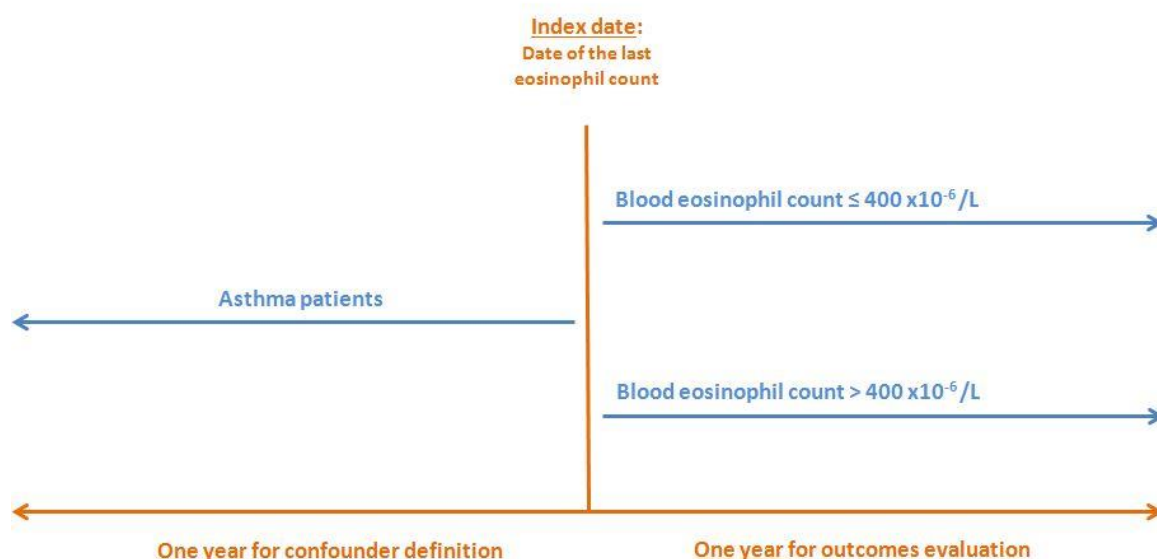 Index date:
Date of the last
eosinophil count
Blood eosinophil count ≤ 400 x10⁻⁶/L
Asthma patients
Blood eosinophil count > 400 x10⁻⁶/L
One year for confounder definition
One year for outcomes evaluation